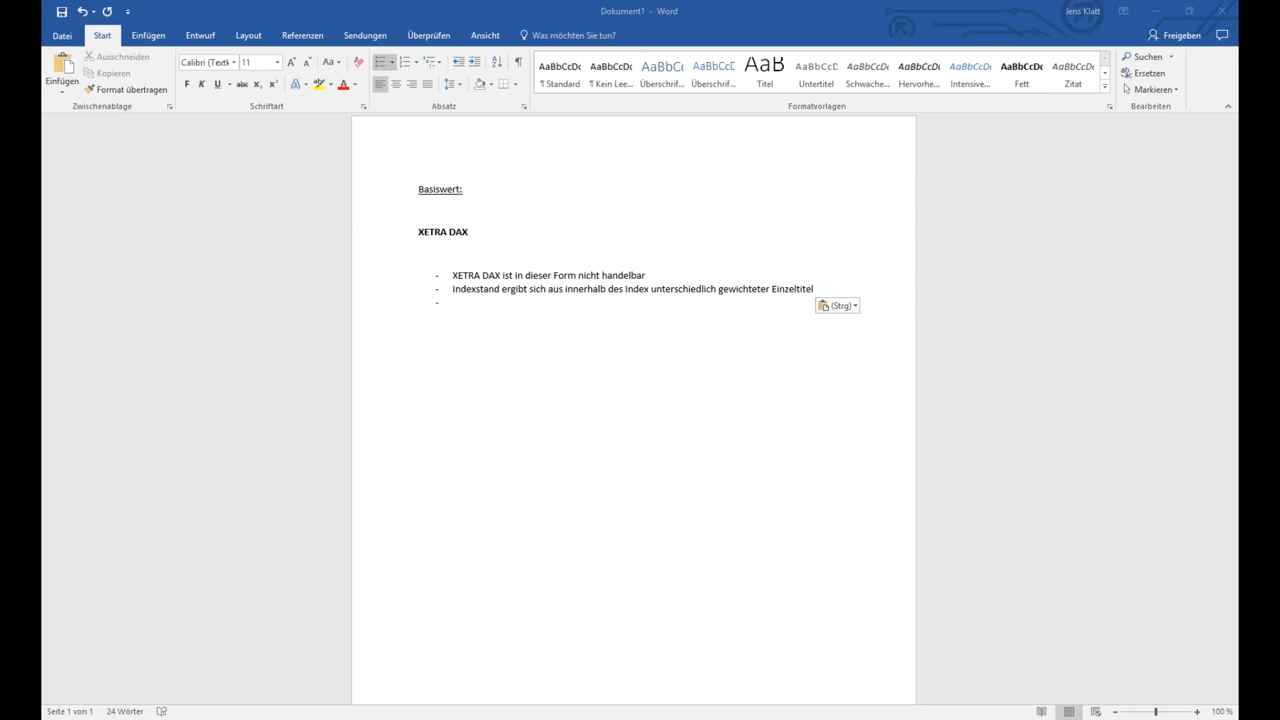 Dokument1 - Word
Jens Klatt
Datei Start Einfügen Entwurf Layout Referenzen Sendungen Überprüfen Ansicht Was möchten Sie tun? Freigeben
Einfügen
Ausschneiden
Kopieren
Format übertragen
Zwischenablage
Calibri (Textk 11
F K U abc x₂ x²
Schriftart
Absatz
AaBbCcDc AaBbCcDc AaBbCc AaBbCcD AaB AaBbCcD AaBbCcDc AaBbCcDc AaBbCcDc AaBbCcDc AaBbCcDc
¶ Standard ¶ Kein Lee... Überschrif... Überschrif... Titel Untertitel Schwache... Hervorhe... Intensive... Fett Zitat
Formatvorlagen
Suchen
Ersetzen
Markieren
Bearbeiten
Basiswert:
XETRA DAX
- XETRA DAX ist in dieser Form nicht handelbar
- Indexstand ergibt sich aus innerhalb des Index unterschiedlich gewichteter Einzeltitel
-
(Strg)
Seite 1 von 1 24 Wörter 100 %